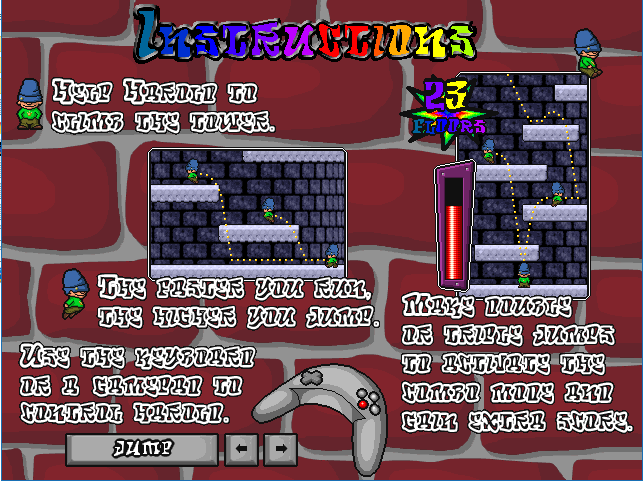 Instructions
Help Harold to
climb the tower.
23
FLOORS
The faster you run,
the higher you jump.
Make double
or triple jumps
to activate the
combo mode and
gain extra score.
Use the keyboard
or a gamepad to
control Harold.
JUMP